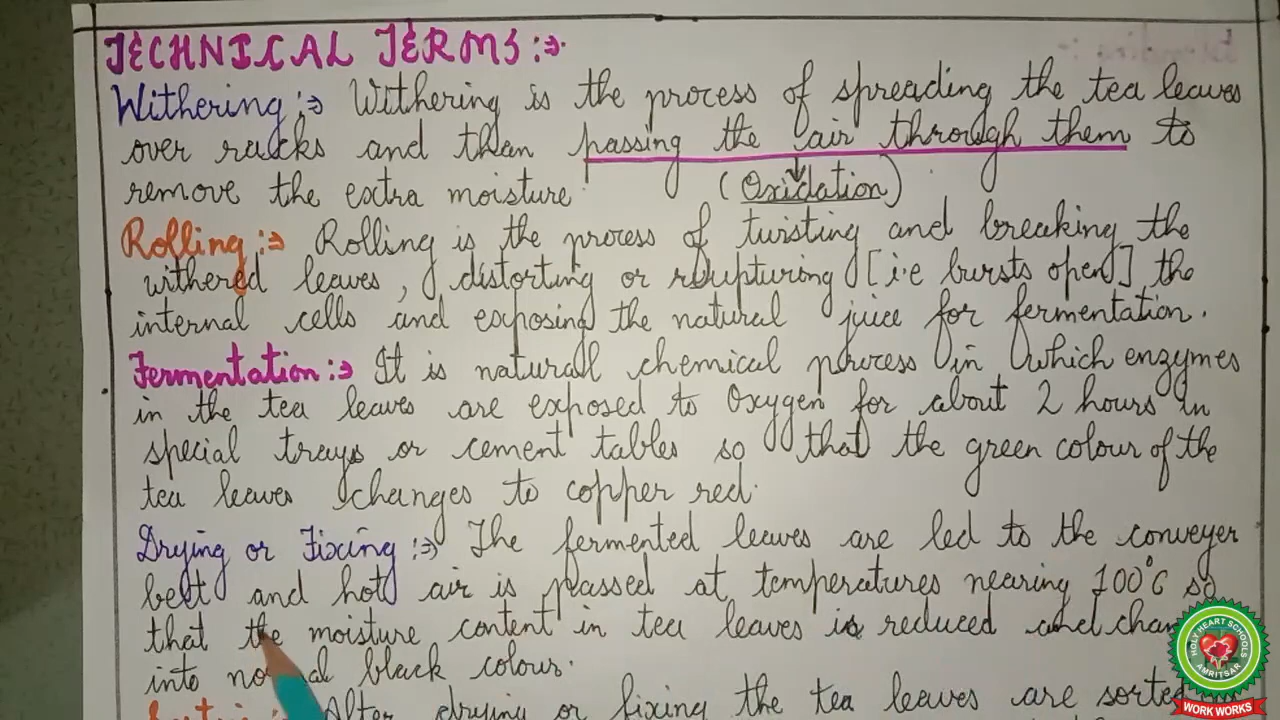 TECHNICAL TERMS :⇒
Withering :⇒ Withering is the process of spreading the tea leaves
over racks and than passing the air through them to
remove the extra moisture. (Oxidation)
Rolling :⇒ Rolling is the process of twisting and breaking the
withered leaves, distorting or rupturing [i.e bursts open] the
internal cells and exposing the natural juice for fermentation.
Fermentation :⇒ It is natural chemical process in which enzymes
in the tea leaves are exposed to Oxygen for about 2 hours in
special trays or cement tables so that the green colour of the
tea leaves changes to copper red.
Drying or Fixing :⇒ The fermented leaves are led to the conveyer
belt and hot air is passed at temperatures nearing 100°C so
that the moisture content in tea leaves is reduced and chan
into normal black colour.
After drying or fixing the tea leaves are sorted
HOLY HEART SCHOOLS
AMRITSAR
WORK WORKS